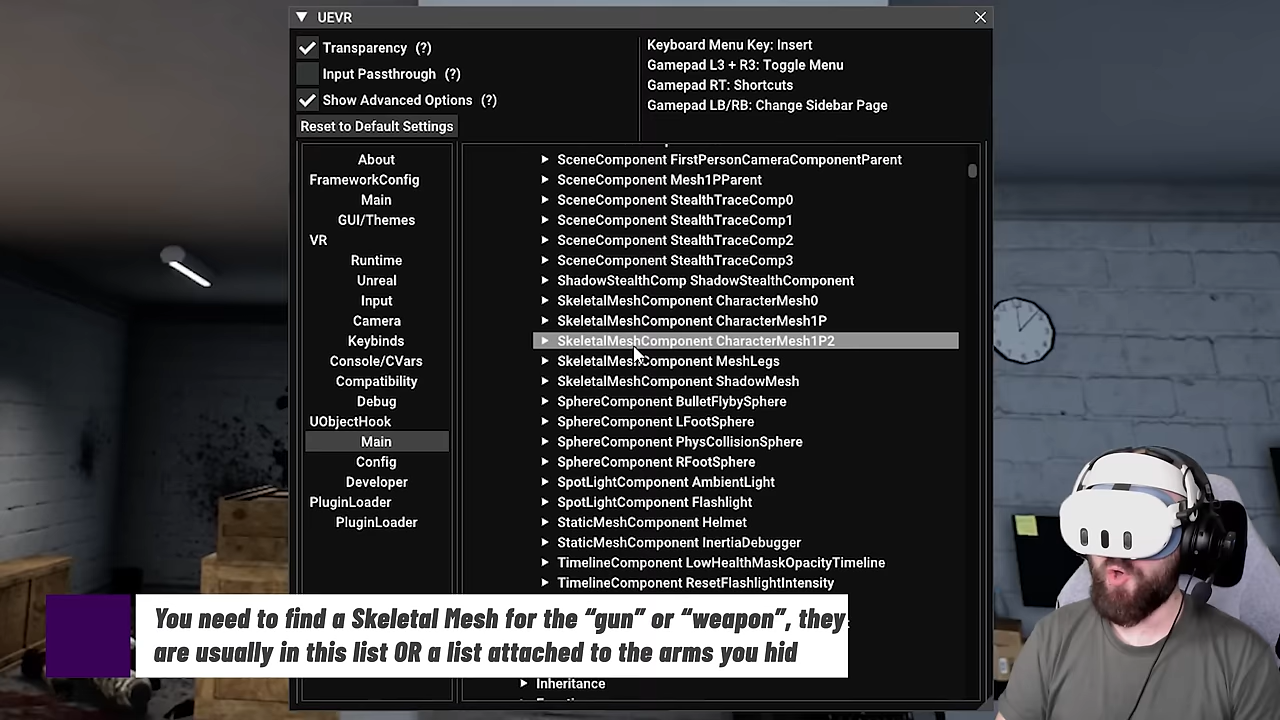 UEVR
Transparency (?)
Input Passthrough (?)
Show Advanced Options (?)
Reset to Default Settings
Keyboard Menu Key: Insert
Gamepad L3 + R3: Toggle Menu
Gamepad RT: Shortcuts
Gamepad LB/RB: Change Sidebar Page
About
FrameworkConfig
Main
GUI/Themes
VR
Runtime
Unreal
Input
Camera
Keybinds
Console/CVars
Compatibility
Debug
UObjectHook
Main
Config
Developer
PluginLoader
PluginLoader
SceneComponent FirstPersonCameraComponentParent
SceneComponent Mesh1PParent
SceneComponent StealthTraceComp0
SceneComponent StealthTraceComp1
SceneComponent StealthTraceComp2
SceneComponent StealthTraceComp3
ShadowStealthComp ShadowStealthComponent
SkeletalMeshComponent CharacterMesh0
SkeletalMeshComponent CharacterMesh1P
SkeletalMeshComponent CharacterMesh1P2
SkeletalMeshComponent MeshLegs
SkeletalMeshComponent ShadowMesh
SphereComponent BulletFlybySphere
SphereComponent LFootSphere
SphereComponent PhysCollisionSphere
SphereComponent RFootSphere
SpotLightComponent AmbientLight
SpotLightComponent Flashlight
StaticMeshComponent Helmet
StaticMeshComponent InertiaDebugger
TimelineComponent LowHealthMaskOpacityTimeline
TimelineComponent ResetFlashlightIntensity
You need to find a Skeletal Mesh for the “gun” or “weapon”, they
are usually in this list OR a list attached to the arms you hid
Inheritance